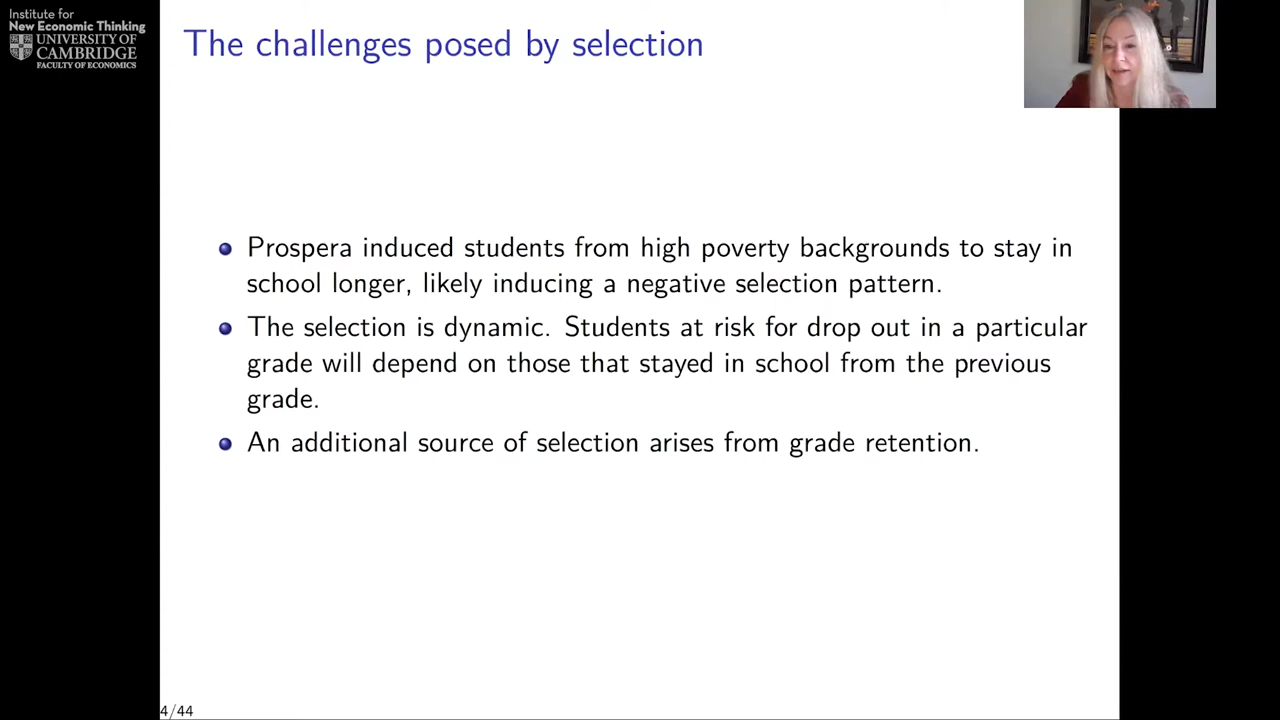 Institute for
New Economic Thinking
UNIVERSITY OF
CAMBRIDGE
FACULTY OF ECONOMICS
The challenges posed by selection
Prospera induced students from high poverty backgrounds to stay in
school longer, likely inducing a negative selection pattern.
The selection is dynamic. Students at risk for drop out in a particular
grade will depend on those that stayed in school from the previous
grade.
An additional source of selection arises from grade retention.
4/44